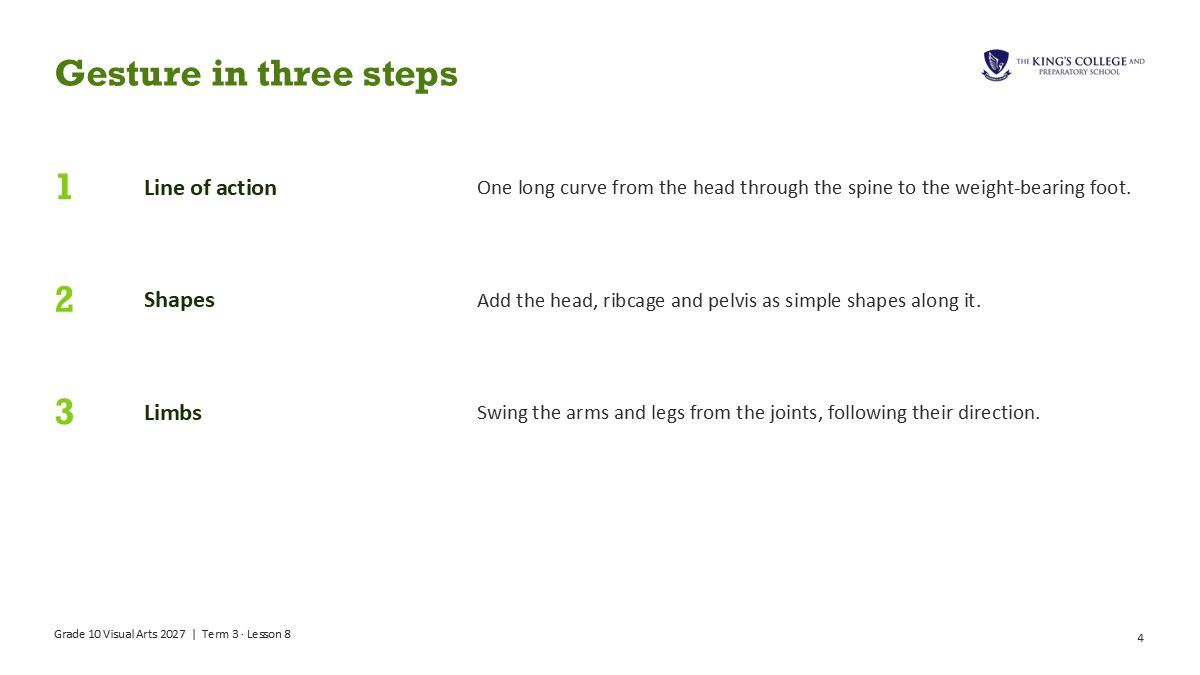 Gesture in three steps
THE KING'S COLLEGE AND
PREPARATORY SCHOOL
1 Line of action One long curve from the head through the spine to the weight-bearing foot.
2 Shapes Add the head, ribcage and pelvis as simple shapes along it.
3 Limbs Swing the arms and legs from the joints, following their direction.
Grade 10 Visual Arts 2027 | Term 3 · Lesson 8
4